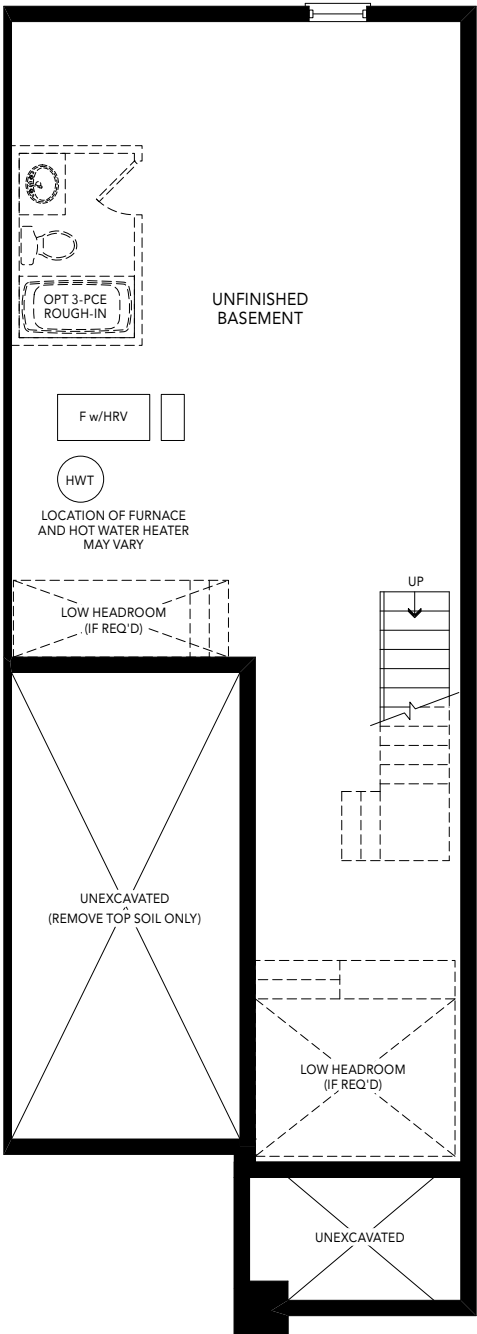 OPT 3-PCE
ROUGH-IN
UNFINISHED
BASEMENT
F w/HRV
HWT
LOCATION OF FURNACE
AND HOT WATER HEATER
MAY VARY
UP
LOW HEADROOM
(IF REQ'D)
UNEXCAVATED
(REMOVE TOP SOIL ONLY)
LOW HEADROOM
(IF REQ'D)
UNEXCAVATED